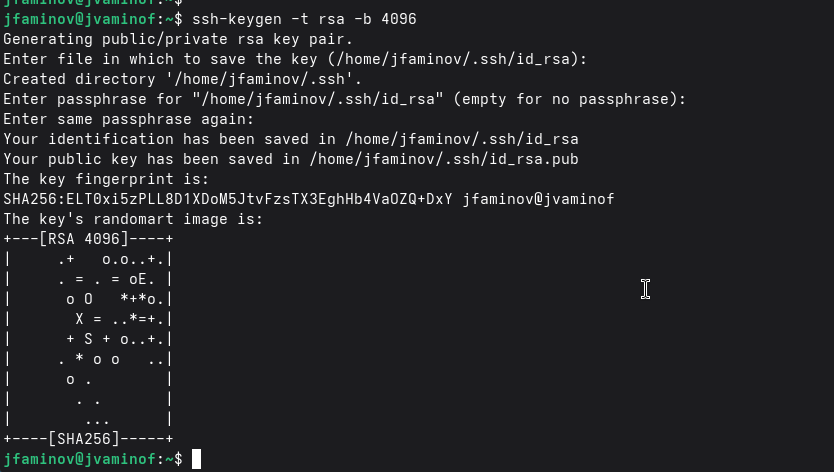 jfaminov@jvaminof:~$ ssh-keygen -t rsa -b 4096
Generating public/private rsa key pair.
Enter file in which to save the key (/home/jfaminov/.ssh/id_rsa):
Created directory '/home/jfaminov/.ssh'.
Enter passphrase for "/home/jfaminov/.ssh/id_rsa" (empty for no passphrase):
Enter same passphrase again:
Your identification has been saved in /home/jfaminov/.ssh/id_rsa
Your public key has been saved in /home/jfaminov/.ssh/id_rsa.pub
The key fingerprint is:
SHA256:ELT0xi5zPLL8D1XDoM5JtvFzsTX3EghHb4VaOZQ+DxY jfaminov@jvaminof
The key's randomart image is:
+---[RSA 4096]----+
|     .+   o.o..+.|
|     . = . = oE. |
|      o O   *+*o.|
|       X = ..*=+.|
|      + S + o..+.|
|     . * o o   ..|
|      o .        |
|       . .       |
|        ...      |
+----[SHA256]-----+
jfaminov@jvaminof:~$